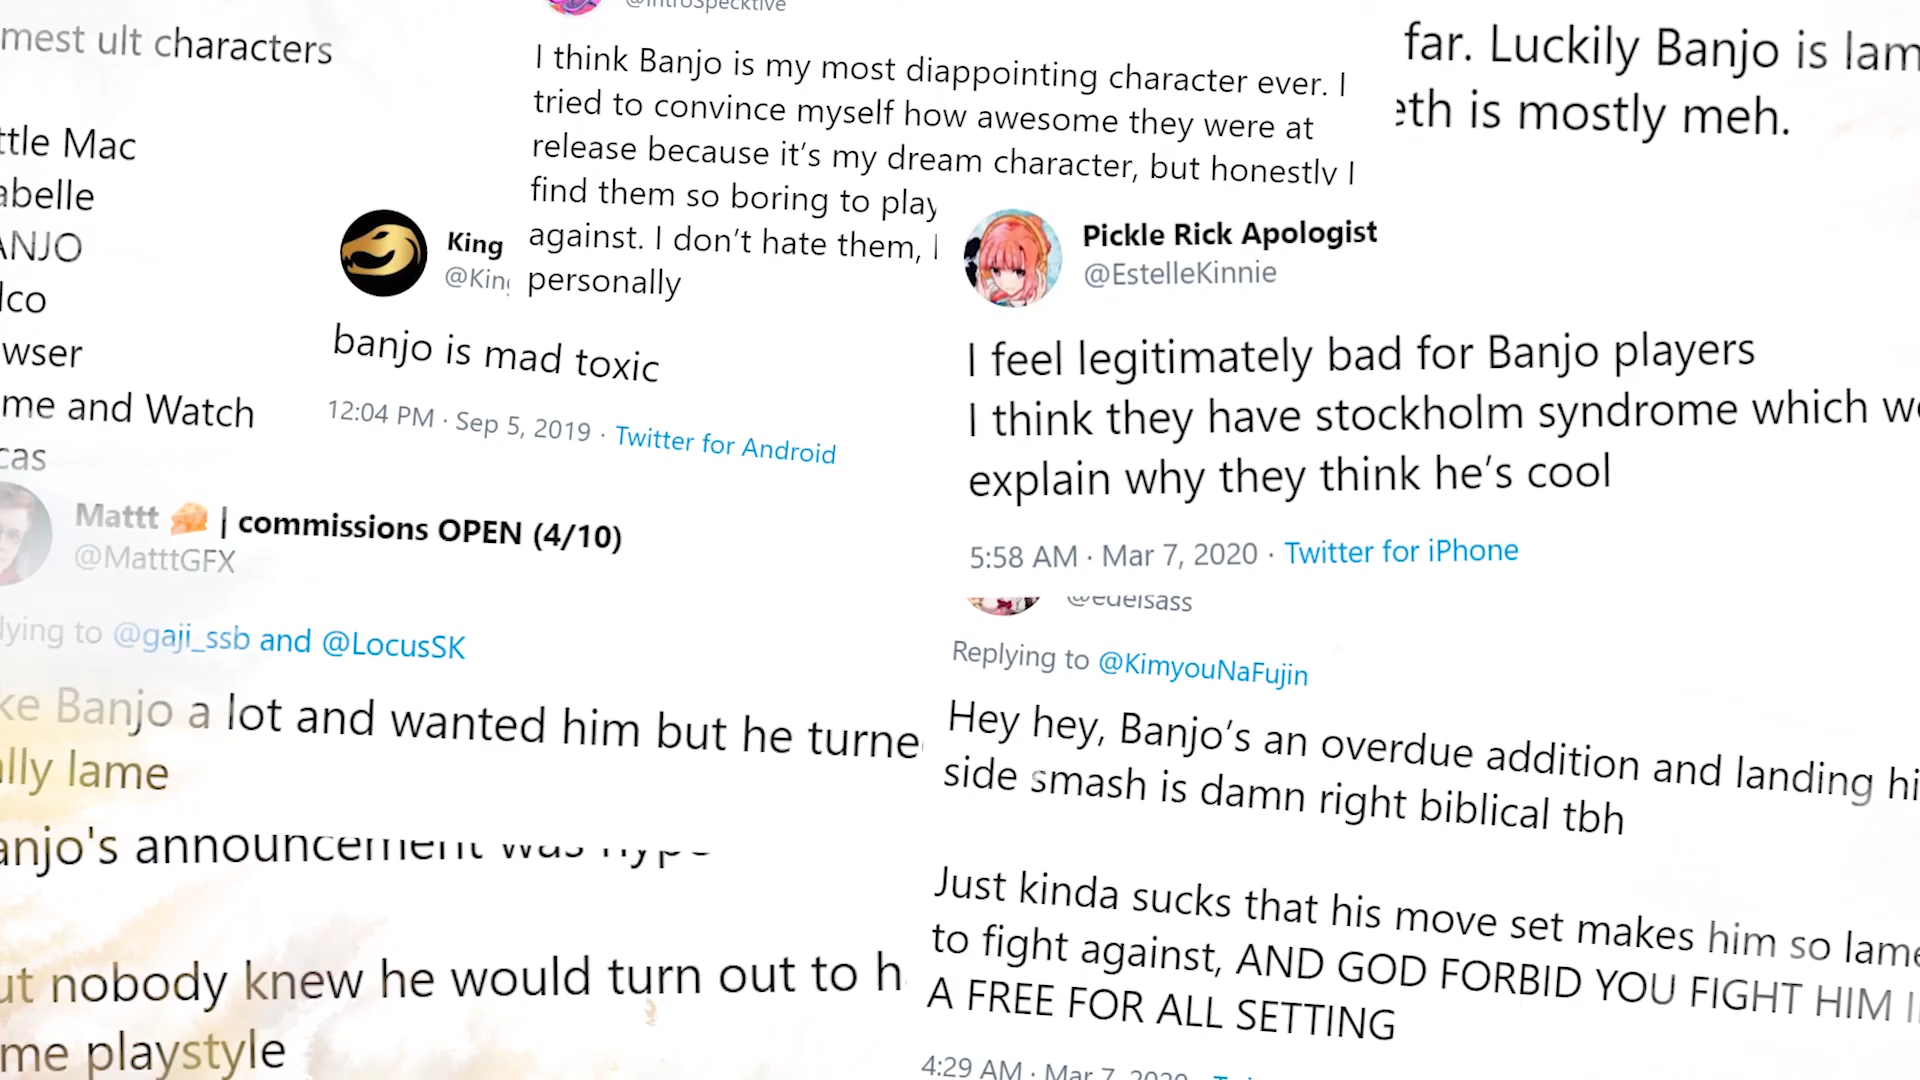 mest ult characters
ttle Mac
abelle
ANJO
lco
wser
me and Watch
cas
@IntroSpecktive
I think Banjo is my most diappointing character ever. I
tried to convince myself how awesome they were at
release because it's my dream character, but honestly I
find them so boring to play
against. I don't hate them, I
personally
far. Luckily Banjo is lam
eth is mostly meh.
King
@King
banjo is mad toxic
12:04 PM · Sep 5, 2019 · Twitter for Android
Pickle Rick Apologist
@EstelleKinnie
I feel legitimately bad for Banjo players
I think they have stockholm syndrome which wo
explain why they think he's cool
5:58 AM · Mar 7, 2020 · Twitter for iPhone
Mattt 🧀 | commissions OPEN (4/10)
@MatttGFX
lying to @gaji_ssb and @LocusSK
ke Banjo a lot and wanted him but he turne
ally lame
anjo's announcement was hype
ut nobody knew he would turn out to h
me playstyle
@edelsass
Replying to @KimyouNaFujin
Hey hey, Banjo's an overdue addition and landing hi
side smash is damn right biblical tbh
Just kinda sucks that his move set makes him so lame
to fight against, AND GOD FORBID YOU FIGHT HIM I
A FREE FOR ALL SETTING
4:29 AM · Mar 7, 2020 ·